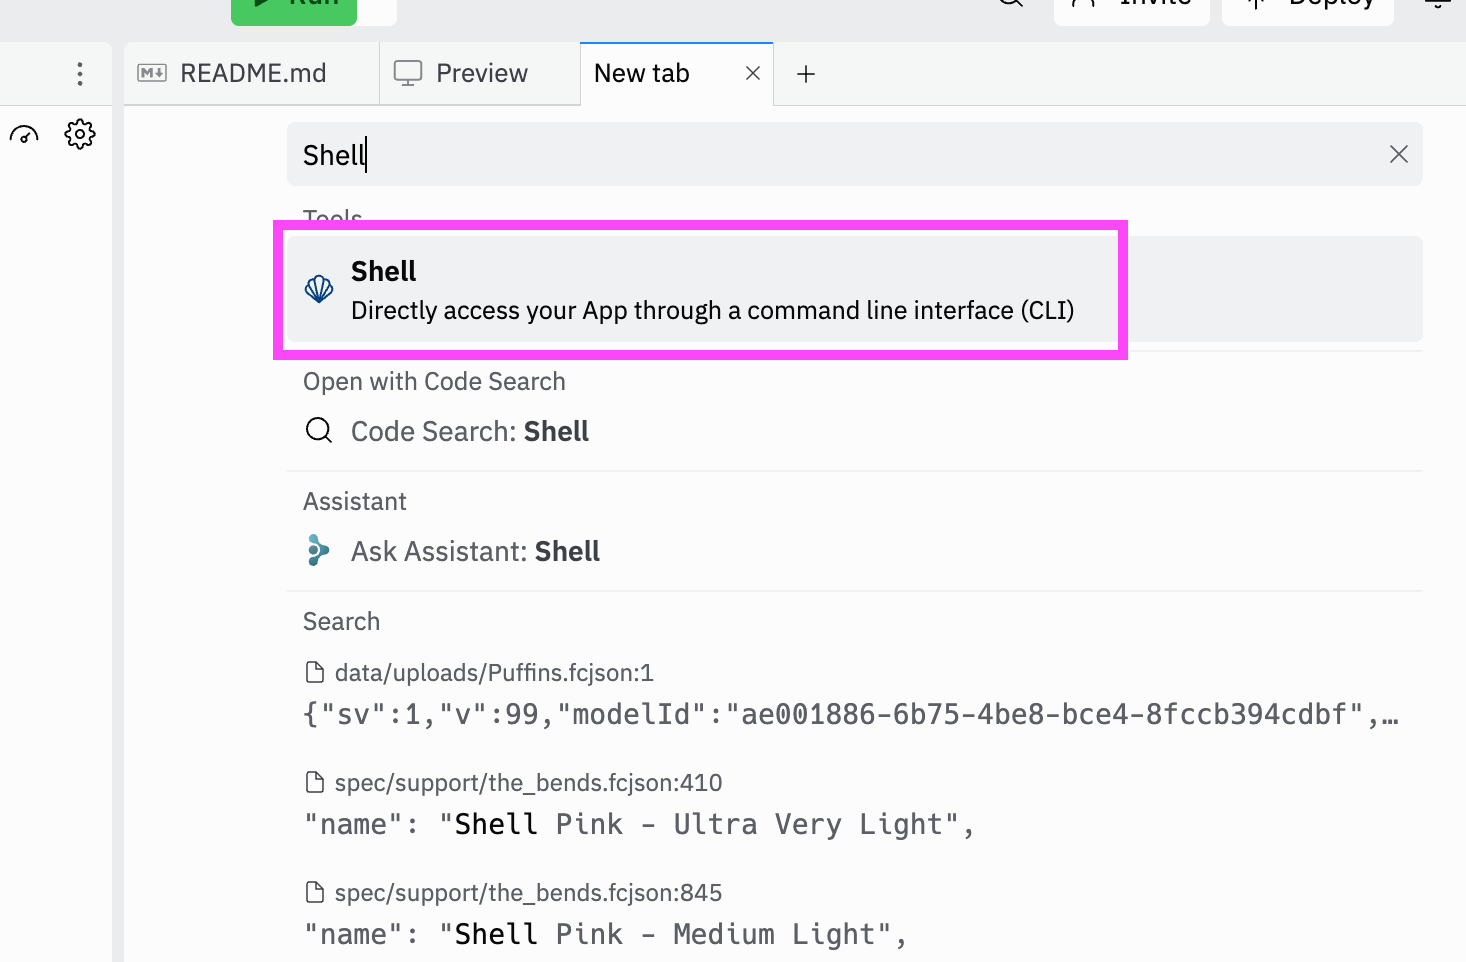 Run
Invite
Deploy
README.md
Preview
New tab
Shell
Tools
Shell
Directly access your App through a command line interface (CLI)
Open with Code Search
Code Search: Shell
Assistant
Ask Assistant: Shell
Search
data/uploads/Puffins.fcjson:1
{"sv":1,"v":99,"modelId":"ae001886-6b75-4be8-bce4-8fccb394cdbf",…
spec/support/the_bends.fcjson:410
"name": "Shell Pink - Ultra Very Light",
spec/support/the_bends.fcjson:845
"name": "Shell Pink - Medium Light",